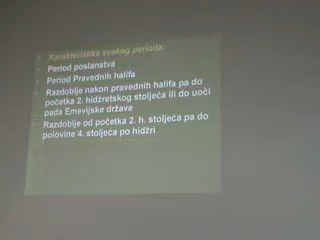 Karakteristike svakog perioda:
Period poslanstva
Period Pravednih halifa
Razdoblje nakon pravednih halifa pa do
početka 2. hidžretskog stoljeća ili do uoči
pada Emevijske države
Razdoblje od početka 2. h. stoljeća pa do
polovine 4. stoljeća po hidžri